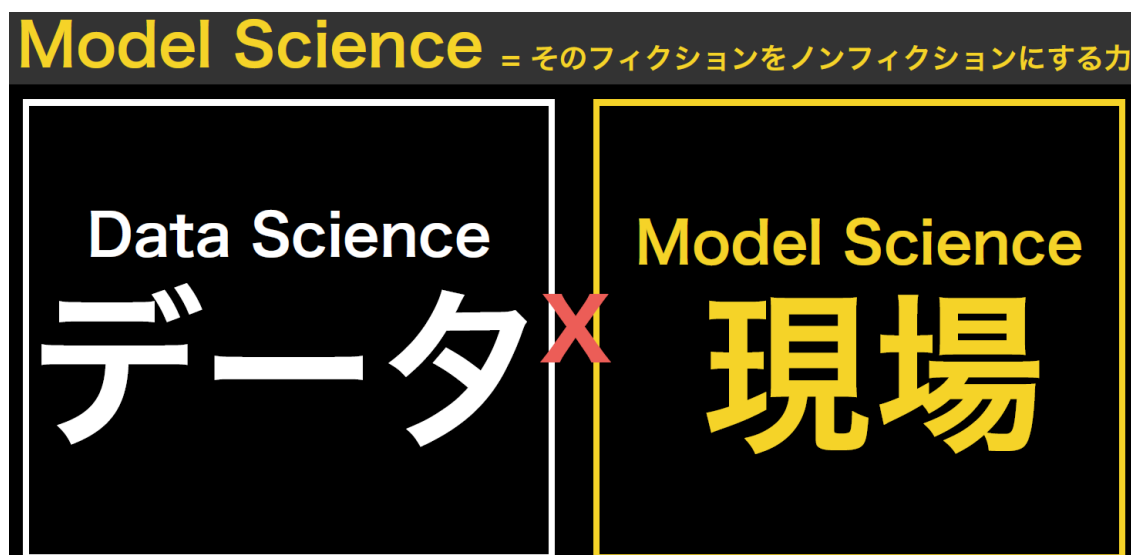 Model Science = そのフィクションをノンフィクションにする力
Data Science
データ
X
Model Science
現場